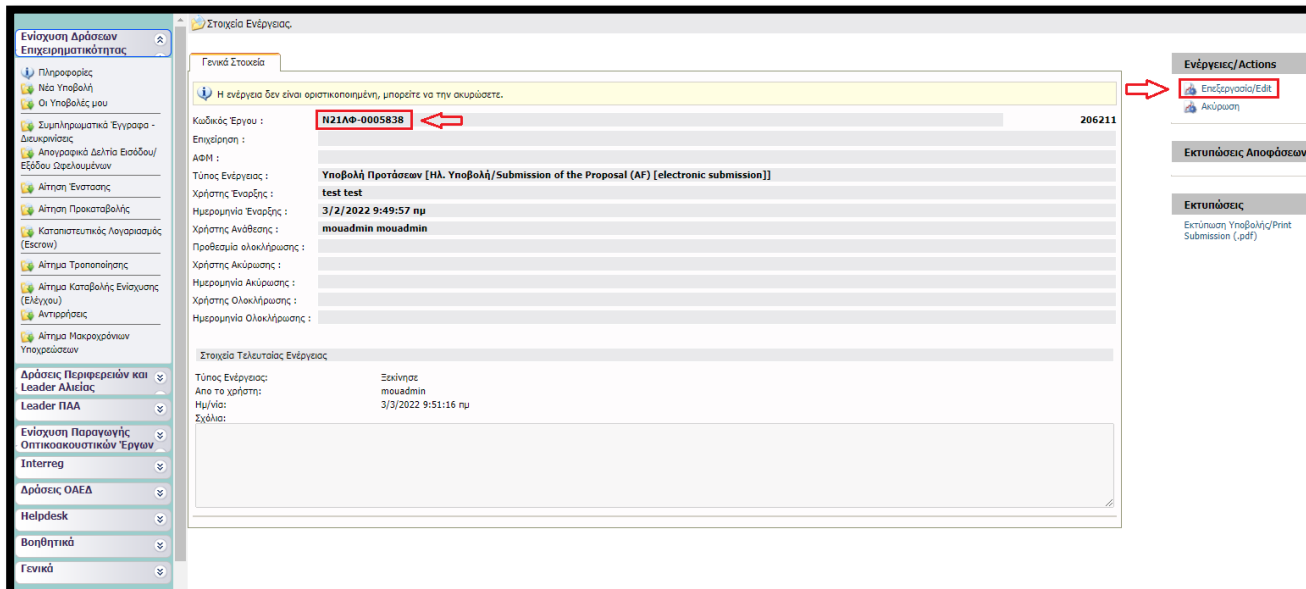 Ενίσχυση Δράσεων
Επιχειρηματικότητας
Πληροφορίες
Νέα Υποβολή
Οι Υποβολές μου
Συμπληρωματικά Έγγραφα -
Διευκρινίσεις
Απογραφικά Δελτία Εισόδου/
Εξόδου Ωφελουμένων
Αίτηση Ένστασης
Αίτηση Προκαταβολής
Καταπιστευτικός Λογαριασμός
(Escrow)
Αίτημα Τροποποίησης
Αίτημα Καταβολής Ενίσχυσης
(Ελέγχου)
Αντιρρήσεις
Αίτημα Μακροχρόνιων
Υποχρεώσεων
Δράσεις Περιφερειών και
Leader Αλιείας
Leader ΠΑΑ
Ενίσχυση Παραγωγής
Οπτικοακουστικών Έργων
Interreg
Δράσεις ΟΑΕΔ
Helpdesk
Βοηθητικά
Γενικά
Στοιχεία Ενέργειας.
Γενικά Στοιχεία
Η ενέργεια δεν είναι οριστικοποιημένη, μπορείτε να την ακυρώσετε.
Κωδικός Έργου : Ν21ΛΦ-0005838 206211
Επιχείρηση :
ΑΦΜ :
Τύπος Ενέργειας : Υποβολή Προτάσεων [Ηλ. Υποβολή/Submission of the Proposal (AF) [electronic submission]]
Χρήστης Έναρξης : test test
Ημερομηνία Έναρξης : 3/2/2022 9:49:57 πμ
Χρήστης Ανάθεσης : mouadmin mouadmin
Προθεσμία ολοκλήρωσης :
Χρήστης Ακύρωσης :
Ημερομηνία Ακύρωσης :
Χρήστης Ολοκλήρωσης :
Ημερομηνία Ολοκλήρωσης :
Στοιχεία Τελευταίας Ενέργειας
Τύπος Ενέργειας: Ξεκίνησε
Απο το χρήστη: mouadmin
Ημ/νία: 3/3/2022 9:51:16 πμ
Σχόλια:
Ενέργειες/Actions
Επεξεργασία/Edit
Ακύρωση
Εκτυπώσεις Αποφάσεων
Εκτυπώσεις
Εκτύπωση Υποβολής/Print
Submission (.pdf)